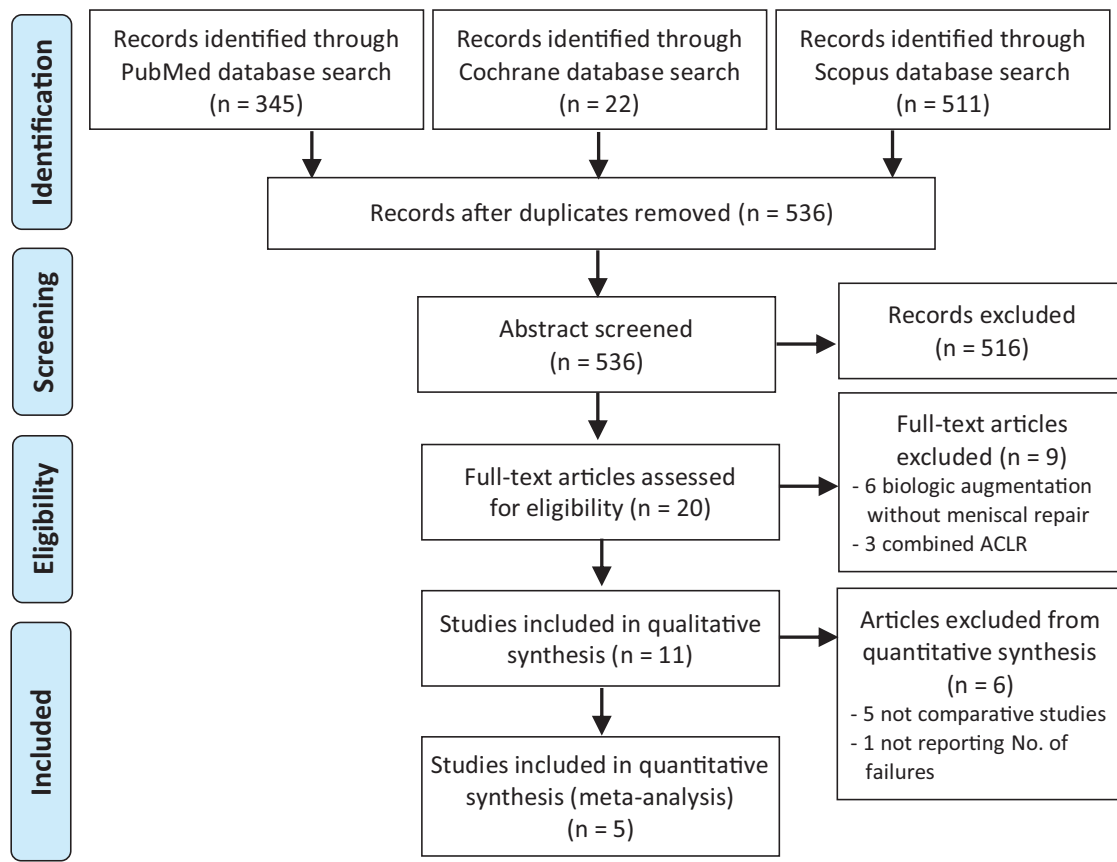 Identification
Records identified through
PubMed database search
(n = 345)
Records identified through
Cochrane database search
(n = 22)
Records identified through
Scopus database search
(n = 511)
Records after duplicates removed (n = 536)
Screening
Abstract screened
(n = 536)
Records excluded
(n = 516)
Eligibility
Full-text articles assessed
for eligibility (n = 20)
Full-text articles
excluded (n = 9)
- 6 biologic augmentation
without meniscal repair
- 3 combined ACLR
Included
Studies included in qualitative
synthesis (n = 11)
Articles excluded from
quantitative synthesis
(n = 6)
- 5 not comparative studies
- 1 not reporting No. of
failures
Studies included in quantitative
synthesis (meta-analysis)
(n = 5)